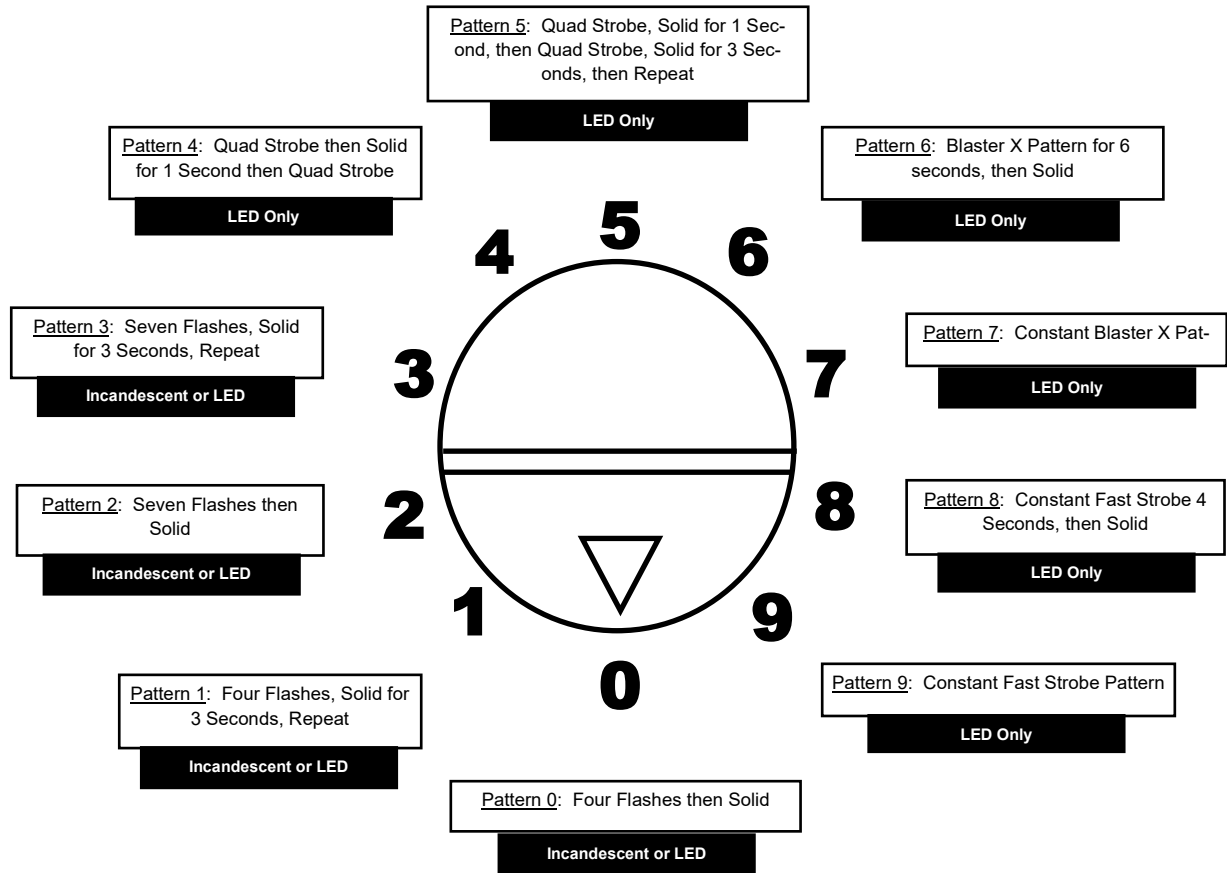 Pattern 5: Quad Strobe, Solid for 1 Sec-
ond, then Quad Strobe, Solid for 3 Sec-
onds, then Repeat
LED Only
Pattern 4: Quad Strobe then Solid
for 1 Second then Quad Strobe
LED Only
Pattern 6: Blaster X Pattern for 6
seconds, then Solid
LED Only
5
4
6
Pattern 3: Seven Flashes, Solid
for 3 Seconds, Repeat
Incandescent or LED
3
7
Pattern 7: Constant Blaster X Pat-
LED Only
Pattern 2: Seven Flashes then
Solid
Incandescent or LED
2
8
Pattern 8: Constant Fast Strobe 4
Seconds, then Solid
LED Only
1
9
0
Pattern 1: Four Flashes, Solid for
3 Seconds, Repeat
Incandescent or LED
Pattern 9: Constant Fast Strobe Pattern
LED Only
Pattern 0: Four Flashes then Solid
Incandescent or LED